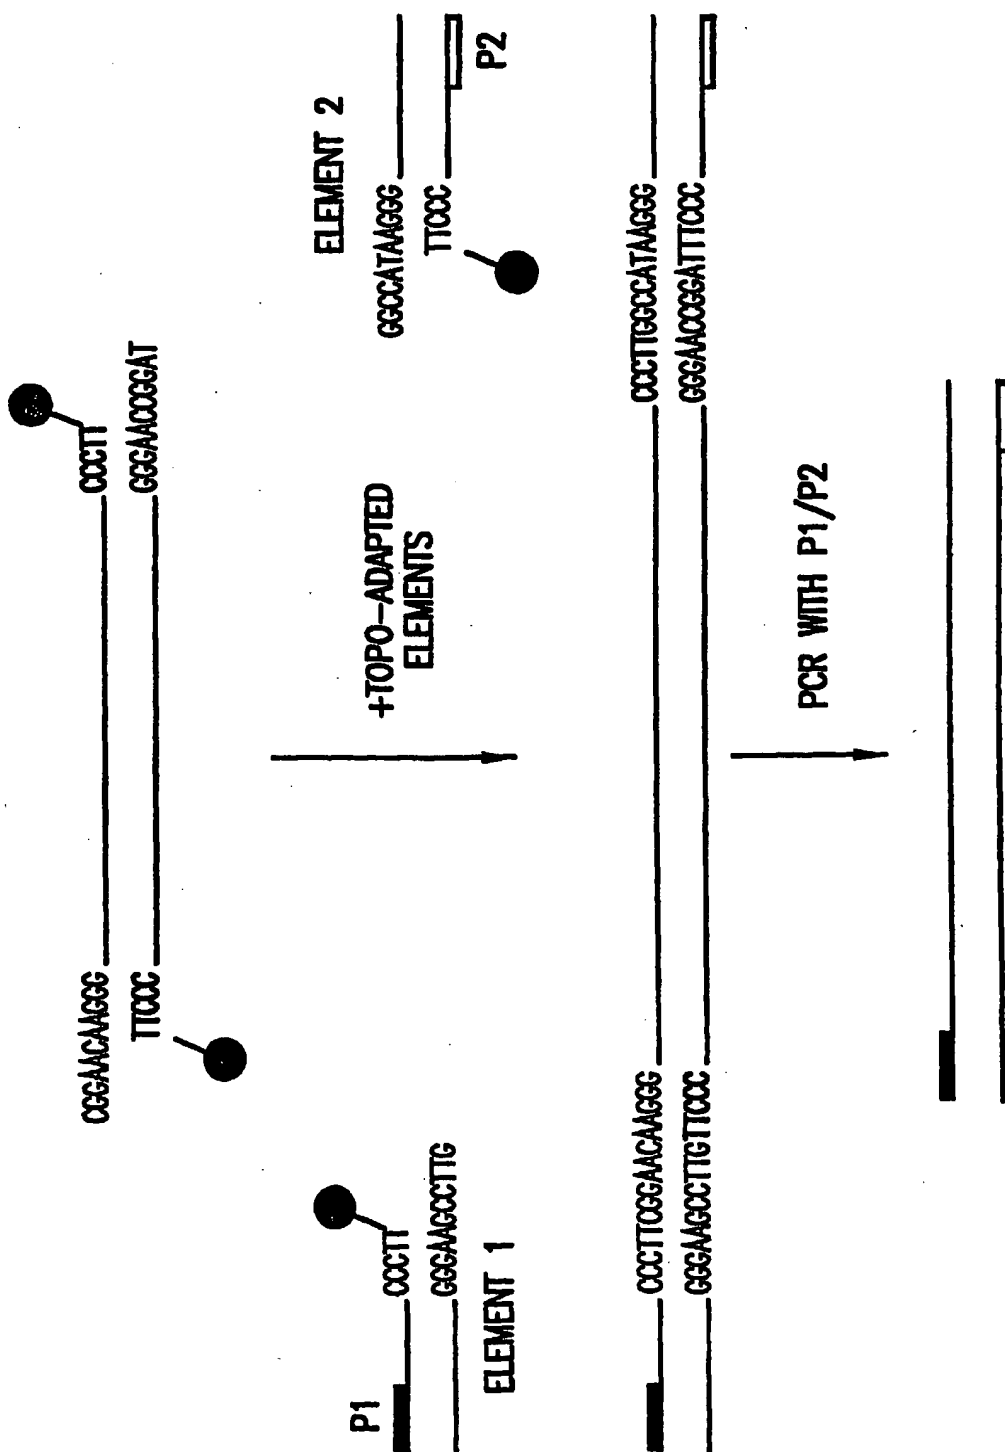 CGGAACAAGGG CCCTT
TTCCC GGGAACCGGAT
ELEMENT 2
P1
+TOPO-ADAPTED
ELEMENTS
CCCTT GGCCATAAGGG
GGGAAGCCTTG TTCCC
P2
ELEMENT 1
CCCTTCGGAACAAGGG CCCTTGGCCATAAGGG
GGGAAGCCTTGTTCCC GGGAACCGGATTTCCC
PCR WITH P1/P2